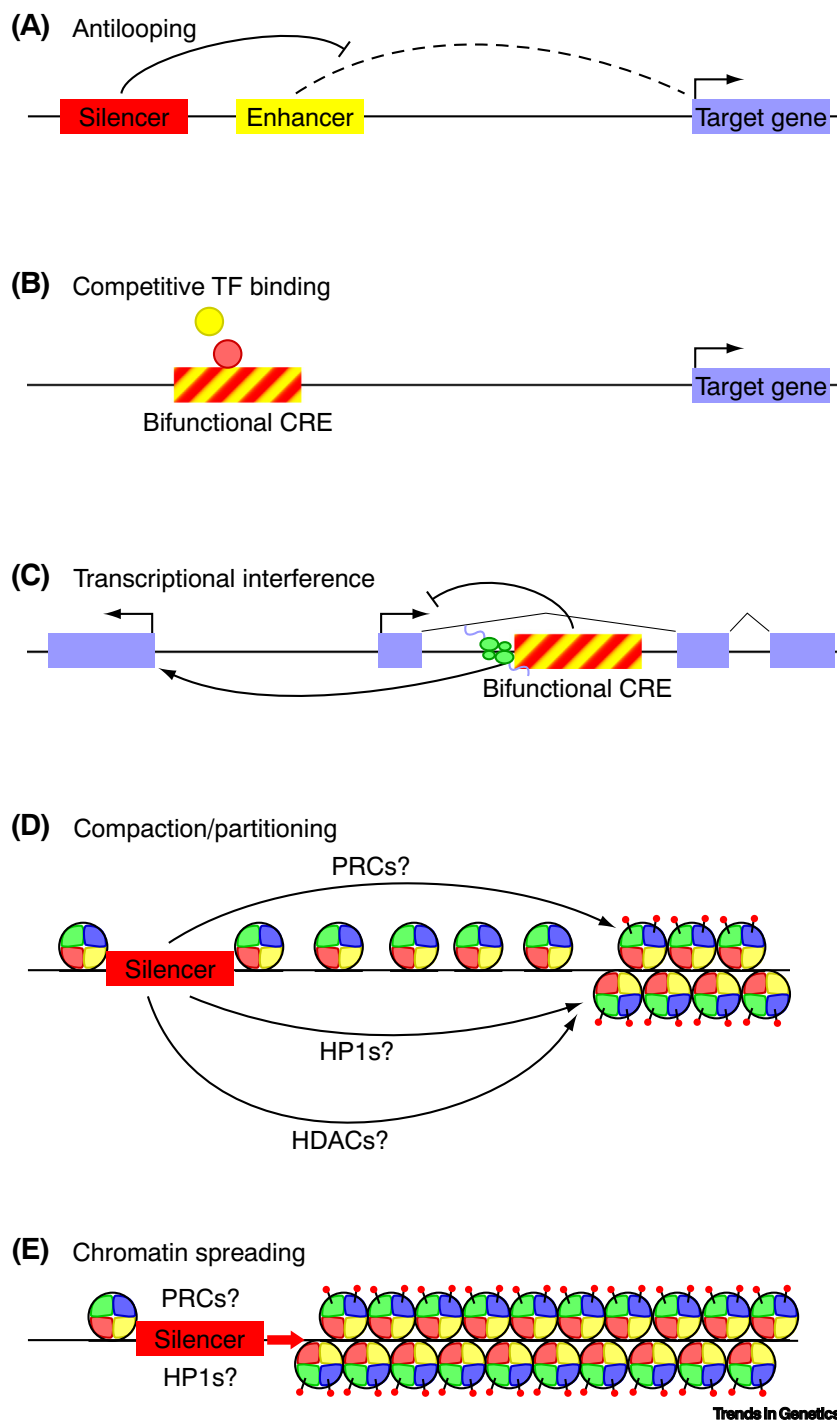 (A) Antilooping
Silencer
Enhancer
Target gene
(B) Competitive TF binding
Target gene
Bifunctional CRE
(C) Transcriptional interference
Bifunctional CRE
(D) Compaction/partitioning
PRCs?
Silencer
HP1s?
HDACs?
(E) Chromatin spreading
PRCs?
Silencer
HP1s?
Trends in Genetics